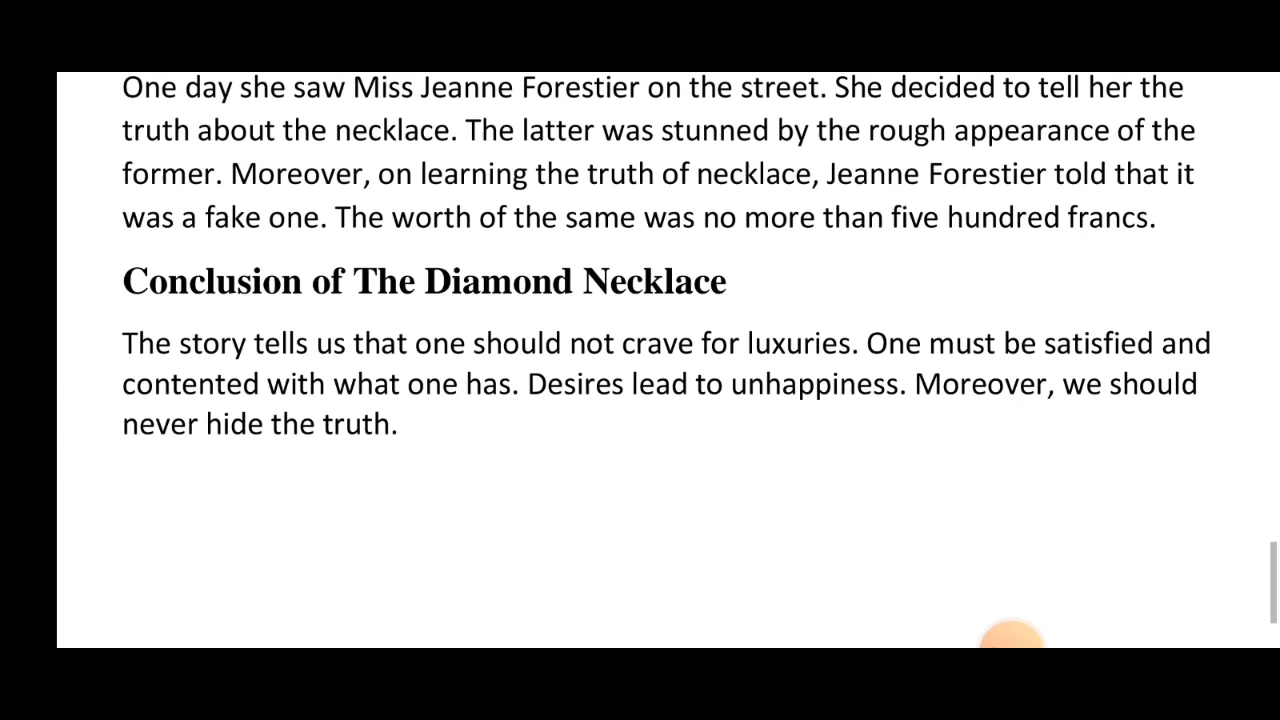 One day she saw Miss Jeanne Forestier on the street. She decided to tell her the
truth about the necklace. The latter was stunned by the rough appearance of the
former. Moreover, on learning the truth of necklace, Jeanne Forestier told that it
was a fake one. The worth of the same was no more than five hundred francs.
Conclusion of The Diamond Necklace
The story tells us that one should not crave for luxuries. One must be satisfied and
contented with what one has. Desires lead to unhappiness. Moreover, we should
never hide the truth.